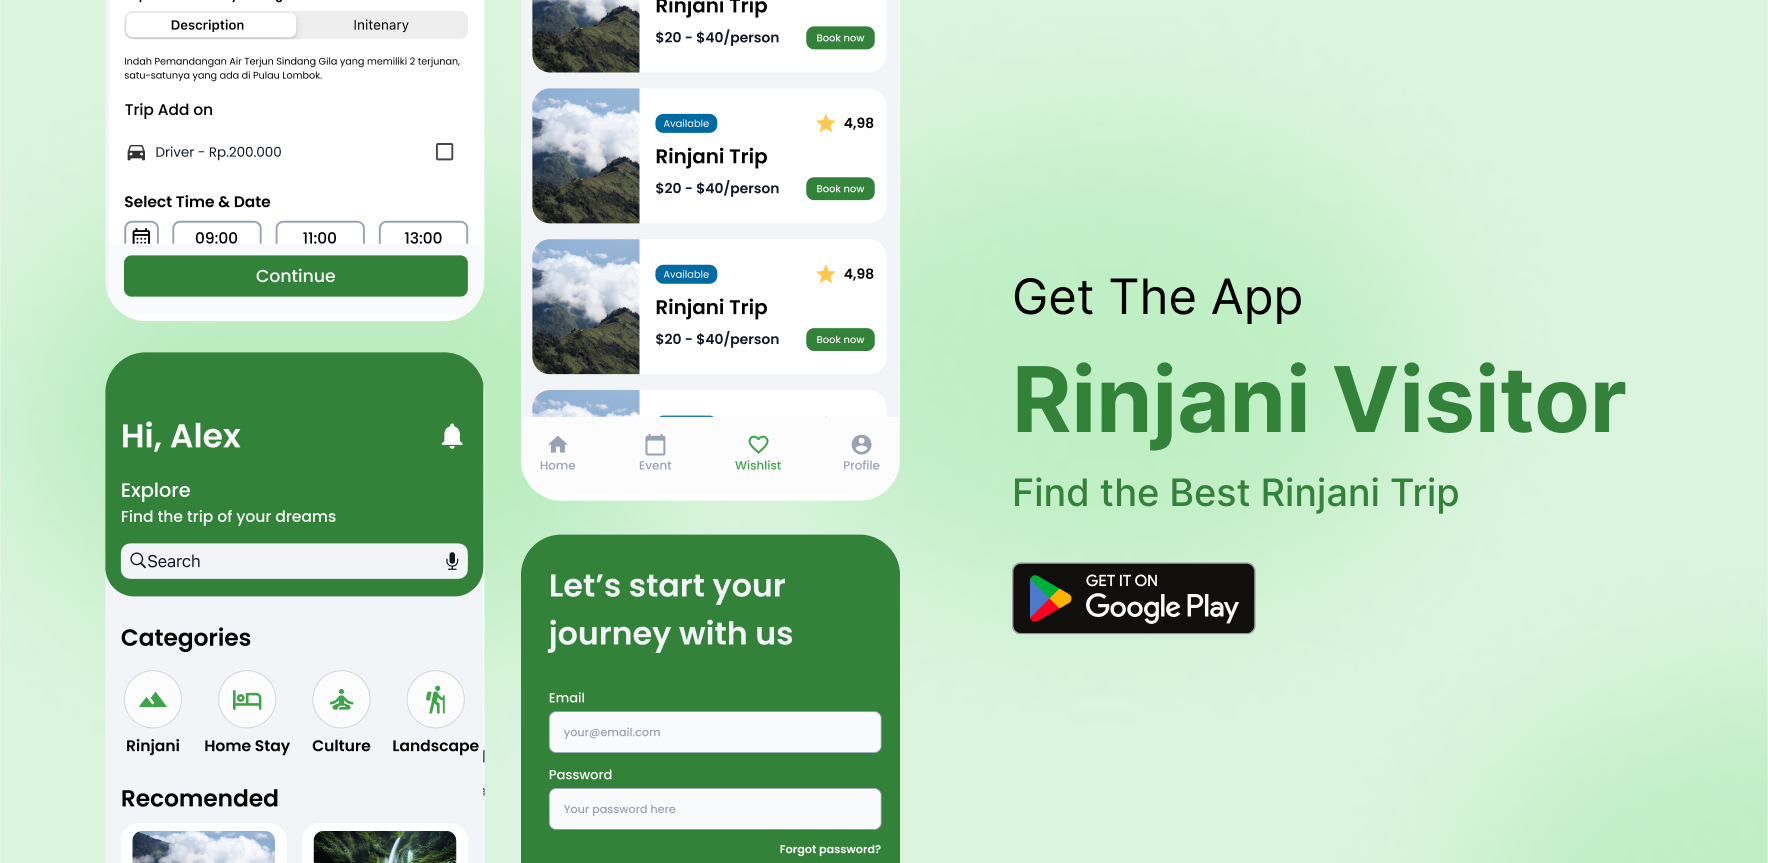 Description
Initenary
Indah Pemandangan Air Terjun Sindang Gila yang memiliki 2 terjunan,
satu-satunya yang ada di Pulau Lombok.
Trip Add on
Driver - Rp.200.000
Select Time & Date
09:00
11:00
13:00
Continue
Hi, Alex
Explore
Find the trip of your dreams
Search
Categories
Rinjani
Home Stay
Culture
Landscape
Recomended
Rinjani Trip
$20 - $40/person
Book now
Available
4,98
Rinjani Trip
$20 - $40/person
Book now
Available
4,98
Rinjani Trip
$20 - $40/person
Book now
Home
Event
Wishlist
Profile
Let’s start your
journey with us
Email
your@email.com
Password
Your password here
Forgot password?
Get The App
Rinjani Visitor
Find the Best Rinjani Trip
GET IT ON
Google Play